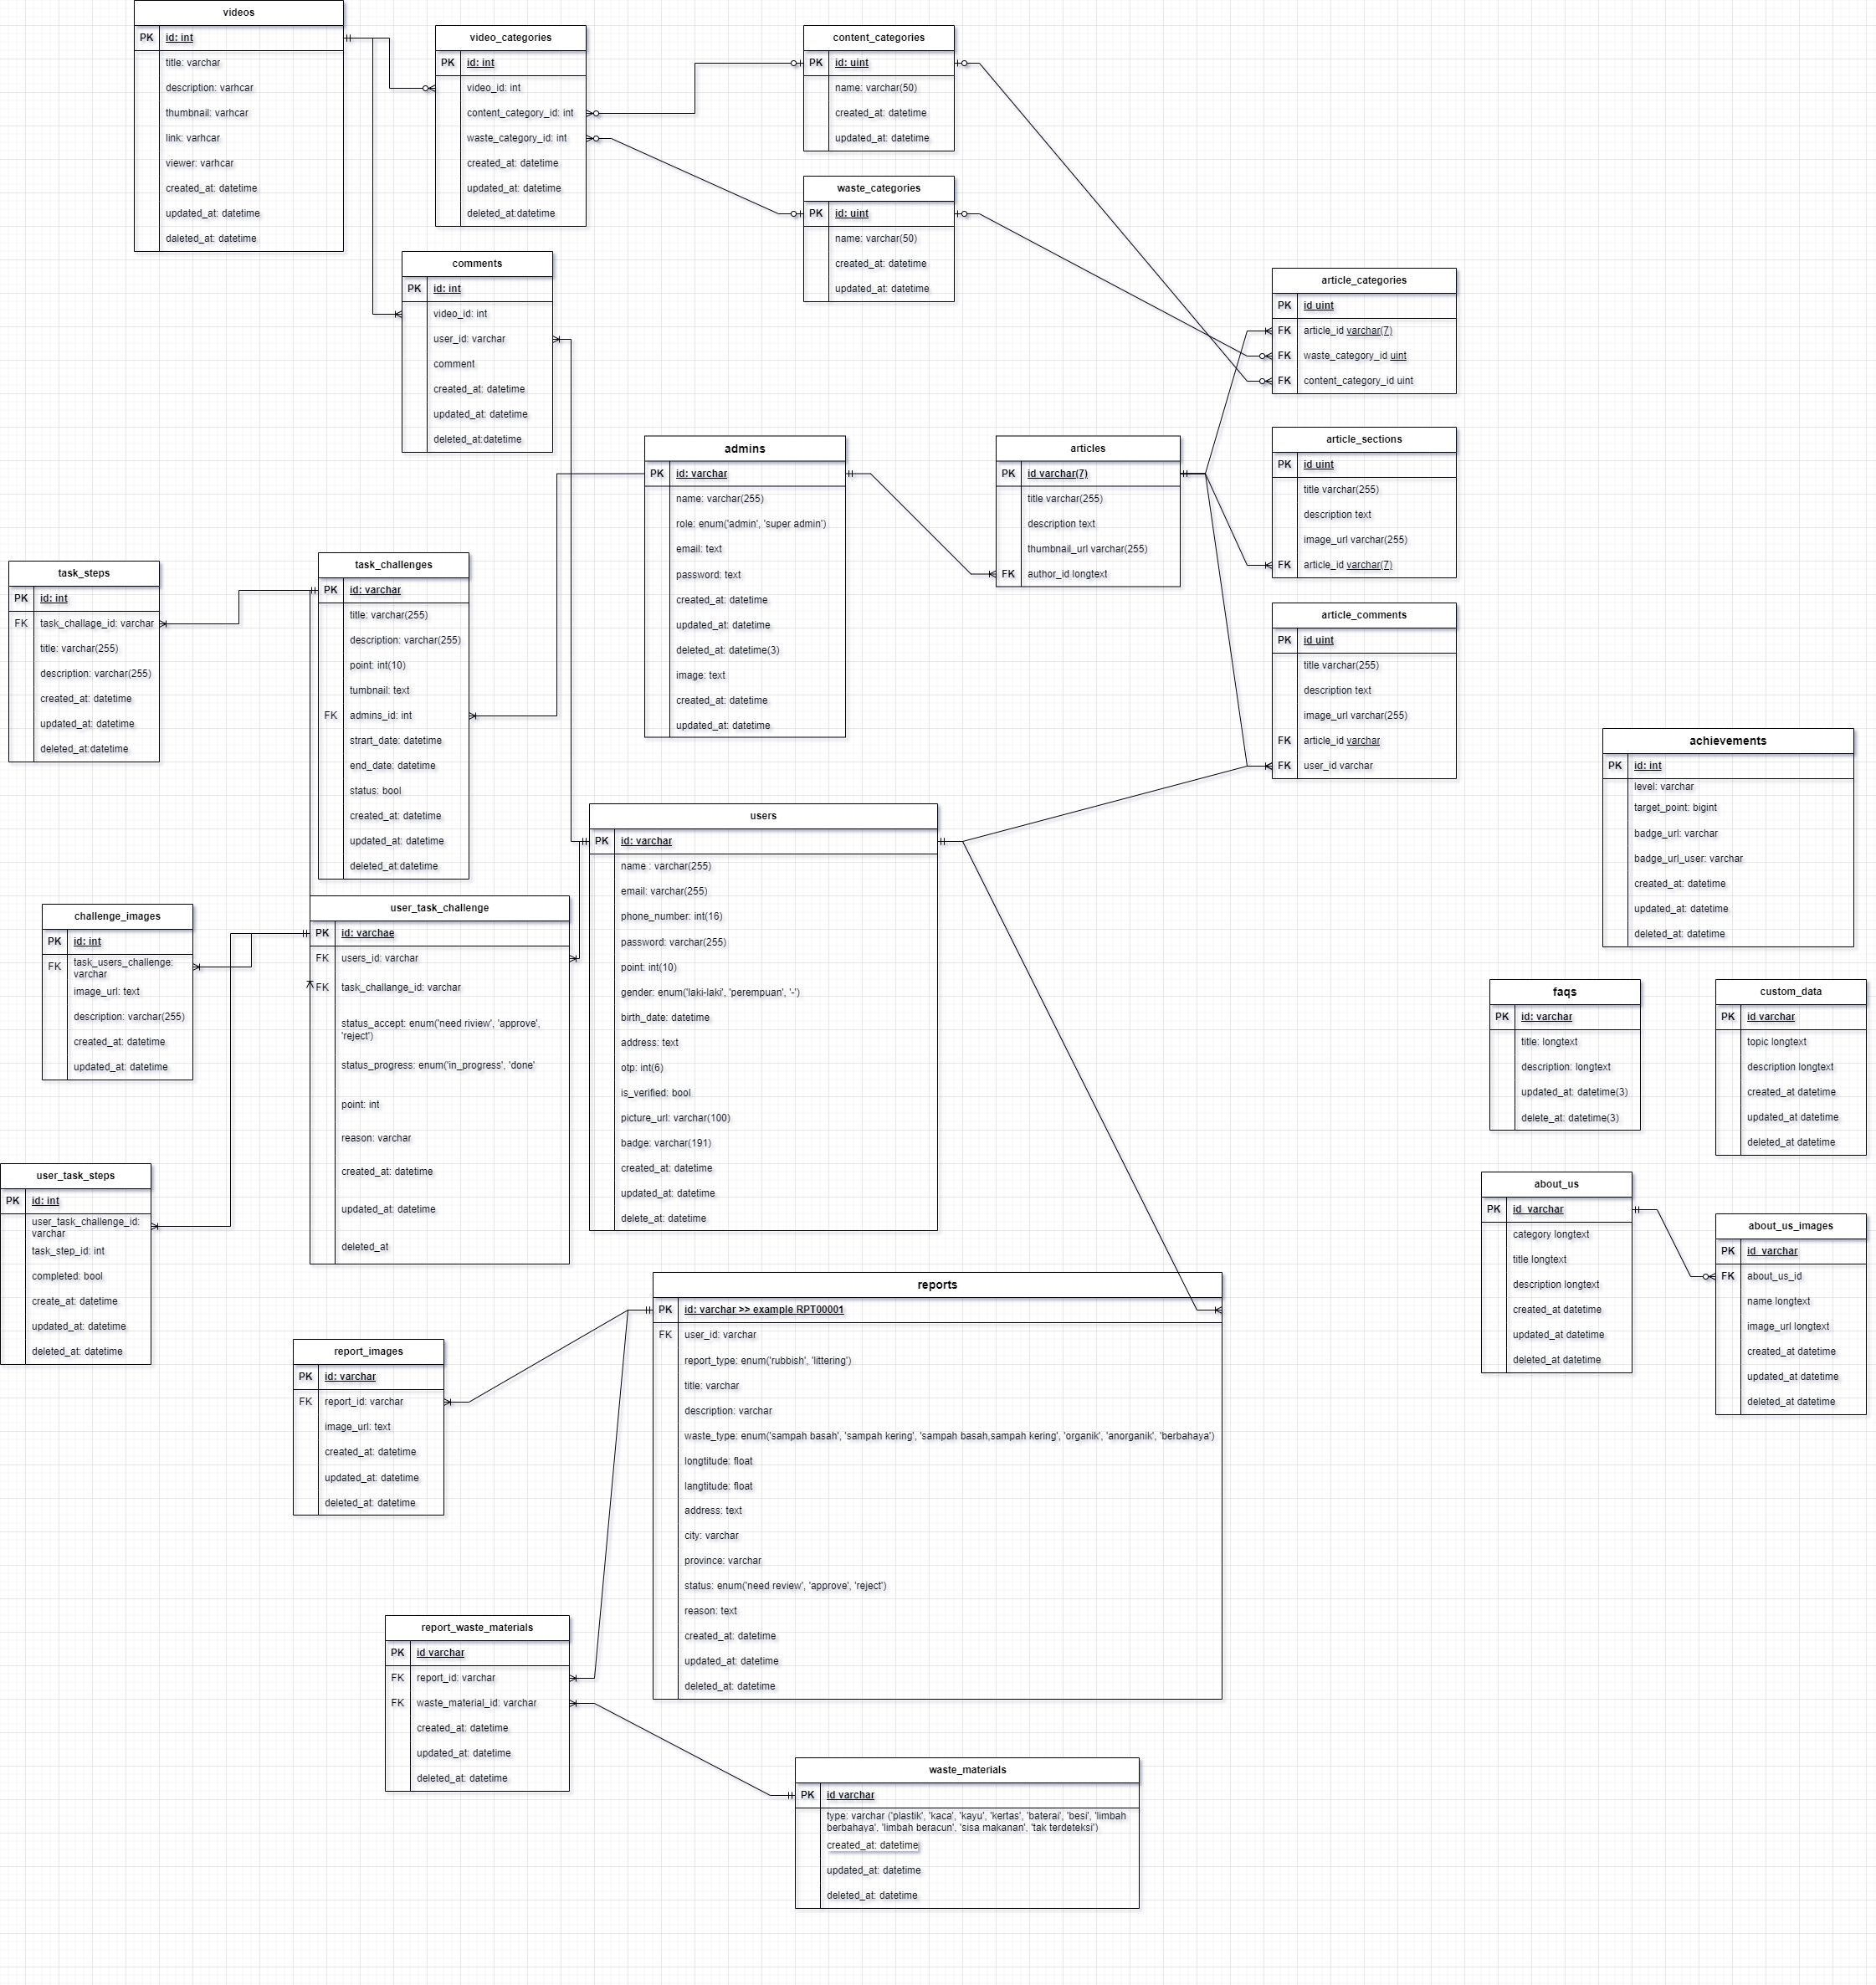 videos
PK id: int
title: varchar
description: varhcar
thumbnail: varhcar
link: varhcar
viewer: varhcar
created_at: datetime
updated_at: datetime
daleted_at: datetime
video_categories
PK id: int
video_id: int
content_category_id: int
waste_category_id: int
created_at: datetime
updated_at: datetime
deleted_at:datetime
content_categories
PK id: uint
name: varchar(50)
created_at: datetime
updated_at: datetime
waste_categories
PK id: uint
name: varchar(50)
created_at: datetime
updated_at: datetime
comments
PK id: int
video_id: int
user_id: varchar
comment
created_at: datetime
updated_at: datetime
deleted_at:datetime
article_categories
PK id uint
FK article_id varchar(7)
FK waste_category_id uint
FK content_category_id uint
admins
PK id: varchar
name: varchar(255)
role: enum('admin', 'super admin')
email: text
password: text
created_at: datetime
updated_at: datetime
deleted_at: datetime(3)
image: text
created_at: datetime
updated_at: datetime
articles
PK id varchar(7)
title varchar(255)
description text
thumbnail_url varchar(255)
FK author_id longtext
article_sections
PK id uint
title varchar(255)
description text
image_url varchar(255)
FK article_id varchar(7)
article_comments
PK id uint
title varchar(255)
description text
image_url varchar(255)
FK article_id varchar
FK user_id varchar
task_steps
PK id: int
FK task_challage_id: varchar
title: varchar(255)
description: varchar(255)
created_at: datetime
updated_at: datetime
deleted_at:datetime
task_challenges
PK id: varchar
title: varchar(255)
description: varchar(255)
point: int(10)
tumbnail: text
FK admins_id: int
strart_date: datetime
end_date: datetime
status: bool
created_at: datetime
updated_at: datetime
deleted_at:datetime
achievements
PK id: int
level: varchar
target_point: bigint
badge_url: varchar
badge_url_user: varchar
created_at: datetime
updated_at: datetime
deleted_at: datetime
users
PK id: varchar
name : varchar(255)
email: varchar(255)
phone_number: int(16)
password: varchar(255)
point: int(10)
gender: enum('laki-laki', 'perempuan', '-')
birth_date: datetime
address: text
otp: int(6)
is_verified: bool
picture_url: varchar(100)
badge: varchar(191)
created_at: datetime
updated_at: datetime
delete_at: datetime
challenge_images
PK id: int
FK task_users_challenge:
varchar
image_url: text
description: varchar(255)
created_at: datetime
updated_at: datetime
user_task_challenge
PK id: varchae
FK users_id: varchar
FK task_challange_id: varchar
status_accept: enum('need riview', 'approve',
'reject')
status_progress: enum('in_progress', 'done'
point: int
reason: varchar
created_at: datetime
updated_at: datetime
deleted_at
faqs
PK id: varchar
title: longtext
description: longtext
updated_at: datetime(3)
delete_at: datetime(3)
custom_data
PK id varchar
topic longtext
description longtext
created_at datetime
updated_at datetime
deleted_at datetime
user_task_steps
PK id: int
user_task_challenge_id:
varchar
task_step_id: int
completed: bool
create_at: datetime
updated_at: datetime
deleted_at: datetime
about_us
PK id varchar
category longtext
title longtext
description longtext
created_at datetime
updated_at datetime
deleted_at datetime
about_us_images
PK id varchar
FK about_us_id
name longtext
image_url longtext
created_at datetime
updated_at datetime
deleted_at datetime
reports
PK id: varchar >> example RPT00001
FK user_id: varchar
report_type: enum('rubbish', 'littering')
title: varchar
description: varchar
waste_type: enum('sampah basah', 'sampah kering', 'sampah basah,sampah kering', 'organik', 'anorganik', 'berbahaya')
longtitude: float
langtitude: float
address: text
city: varchar
province: varchar
status: enum('need review', 'approve', 'reject')
reason: text
created_at: datetime
updated_at: datetime
deleted_at: datetime
report_images
PK id: varchar
FK report_id: varchar
image_url: text
created_at: datetime
updated_at: datetime
deleted_at: datetime
report_waste_materials
PK id varchar
FK report_id: varchar
FK waste_material_id: varchar
created_at: datetime
updated_at: datetime
deleted_at: datetime
waste_materials
PK id varchar
type: varchar ('plastik', 'kaca', 'kayu', 'kertas', 'baterai', 'besi', 'limbah
berbahaya', 'limbah beracun', 'sisa makanan', 'tak terdeteksi')
created_at: datetime
updated_at: datetime
deleted_at: datetime